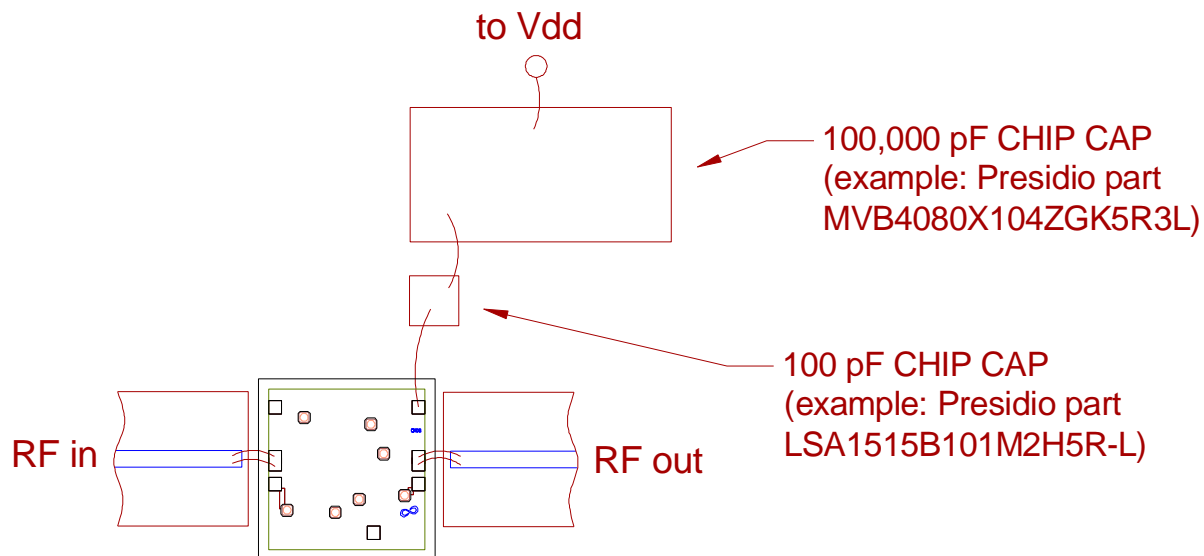 to Vdd
100,000 pF CHIP CAP
(example: Presidio part
MVB4080X104ZGK5R3L)
100 pF CHIP CAP
(example: Presidio part
LSA1515B101M2H5R-L)
RF in
RF out